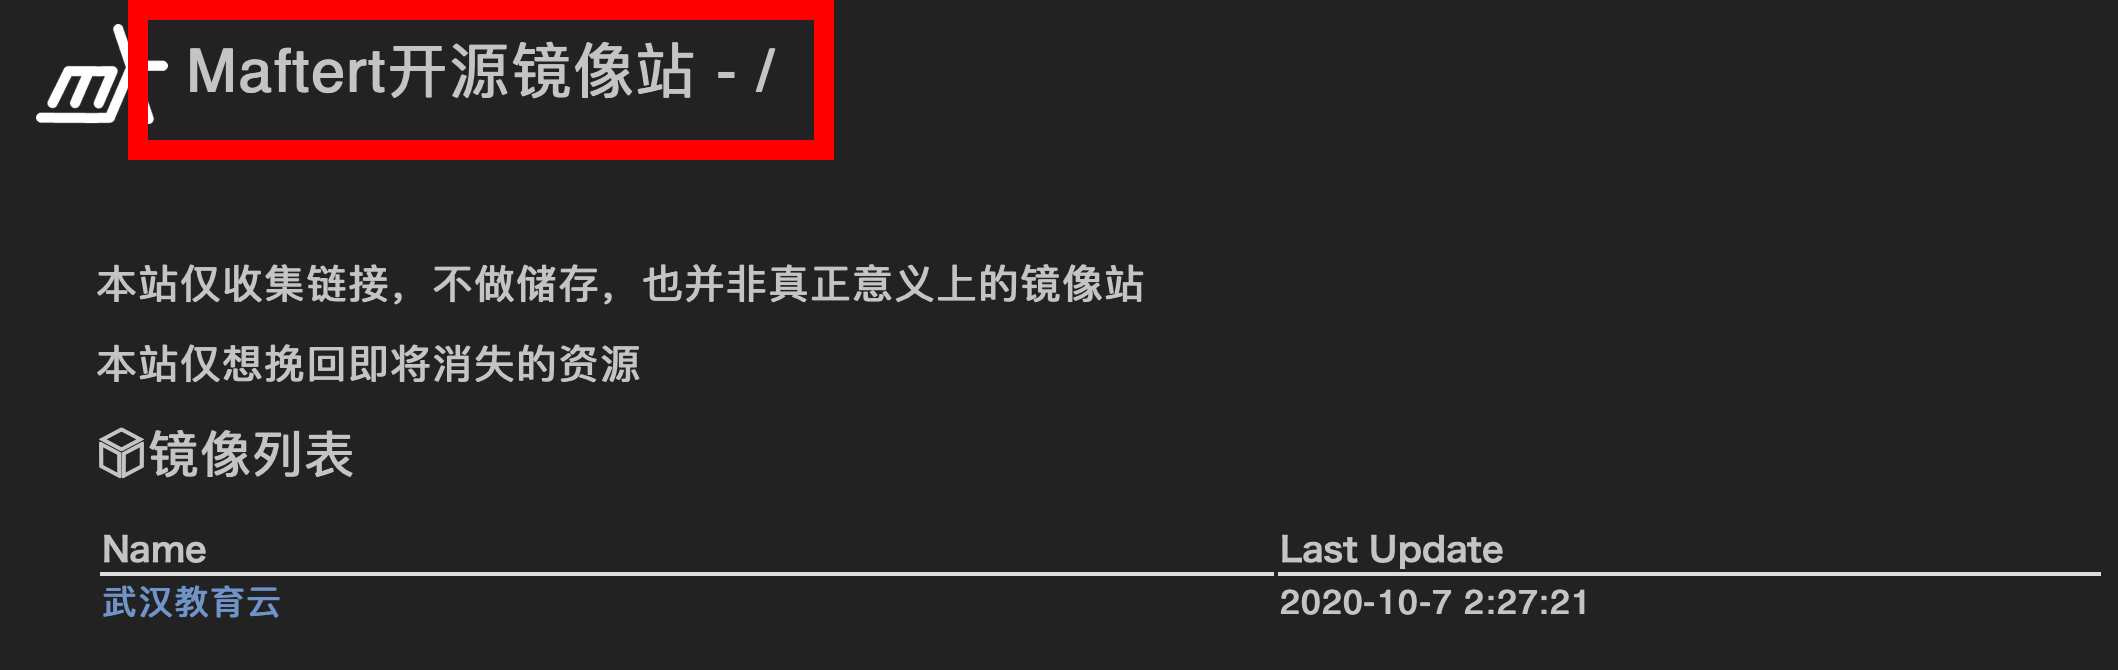 Maftert开源镜像站 - /
本站仅收集链接，不做储存，也并非真正意义上的镜像站
本站仅想挽回即将消失的资源
镜像列表
Name Last Update
武汉教育云 2020-10-7 2:27:21